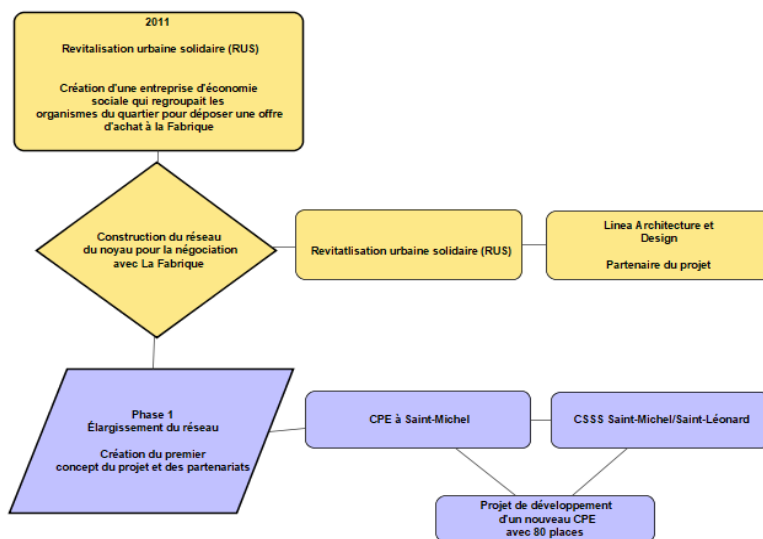 2011
Revitalisation urbaine solidaire (RUS)
Création d'une entreprise d'économie
sociale qui regroupait les
organismes du quartier pour déposer une offre
d'achat à la Fabrique
Construction du réseau
du noyau pour la négociation
avec La Fabrique
Revitatlisation urbaine solidaire (RUS)
Linea Architecture et
Design
Partenaire du projet
Phase 1
Élargissement du réseau
Création du premier
concept du projet et des partenariats
CPE à Saint-Michel
CSSS Saint-Michel/Saint-Léonard
Projet de développement
d'un nouveau CPE
avec 80 places